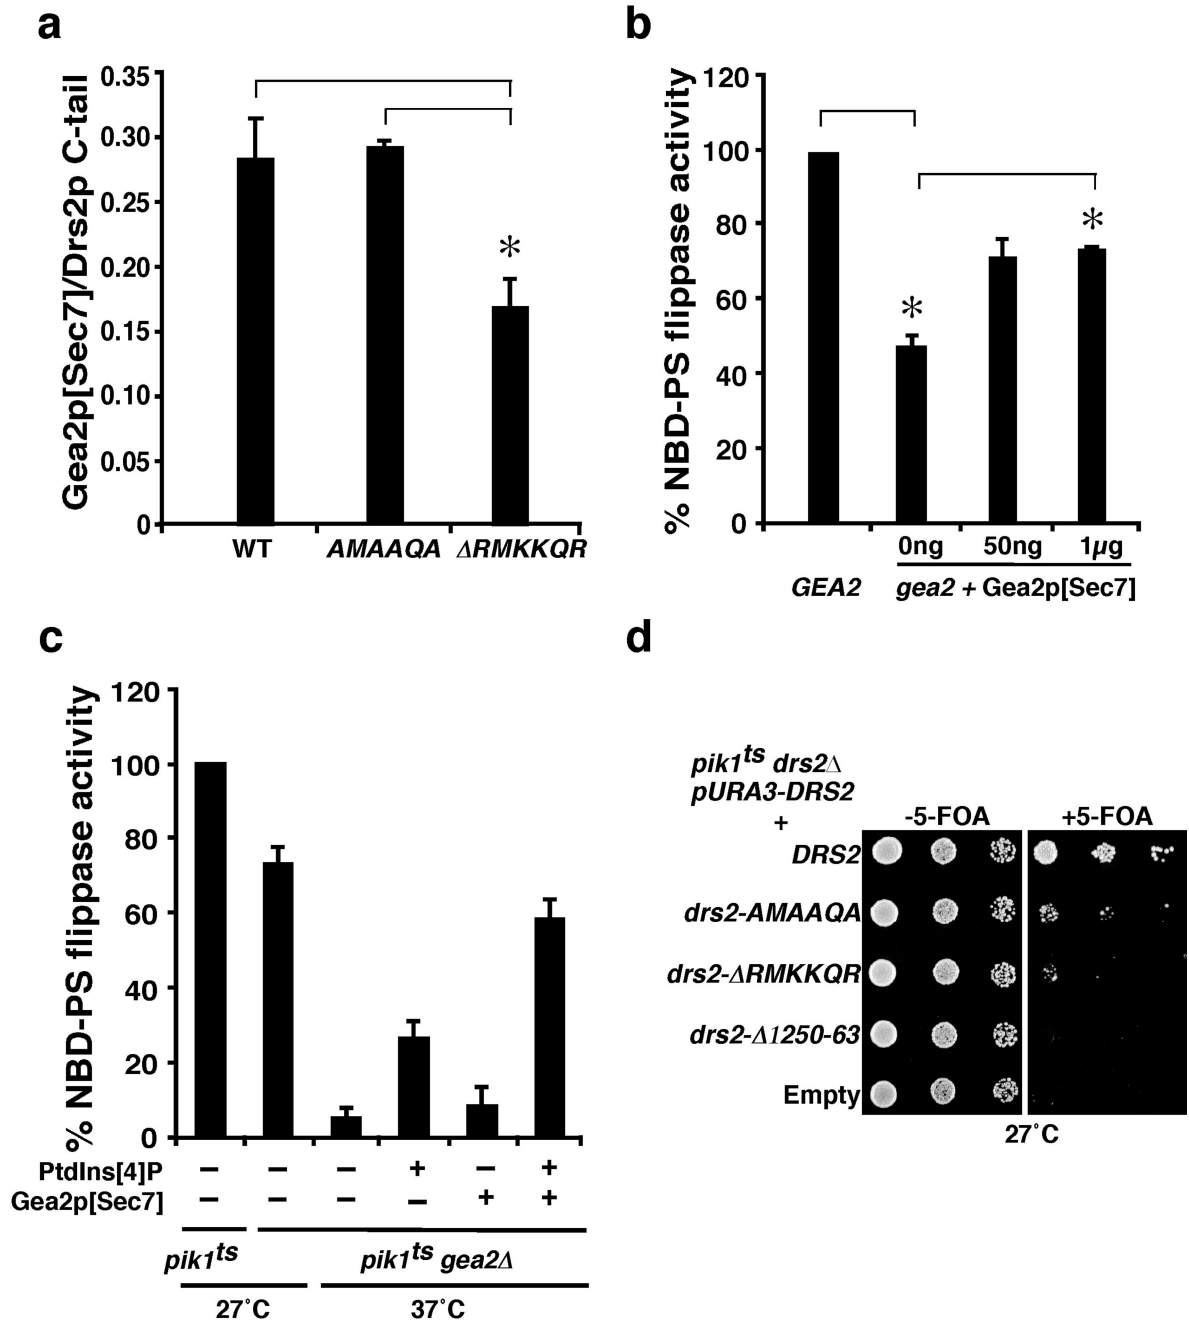 a
Gea2p[Sec7]/Drs2p C-tail
0.35
0.30
0.25
0.20
0.15
0.10
0.05
0
*
WT AMAAQA ΔRMKKQR
b
% NBD-PS flippase activity
120
100
80
60
40
20
0
*
*
0ng 50ng 1µg
GEA2 gea2 + Gea2p[Sec7]
c
% NBD-PS flippase activity
120
100
80
60
40
20
0
PtdIns[4]P – – – + – +
Gea2p[Sec7] – – – – + +
pik1ts pik1ts gea2Δ
27˚C 37˚C
d
pik1ts drs2Δ
pURA3-DRS2
+
-5-FOA +5-FOA
DRS2
drs2-AMAAQA
drs2-ΔRMKKQR
drs2-Δ1250-63
Empty
27˚C